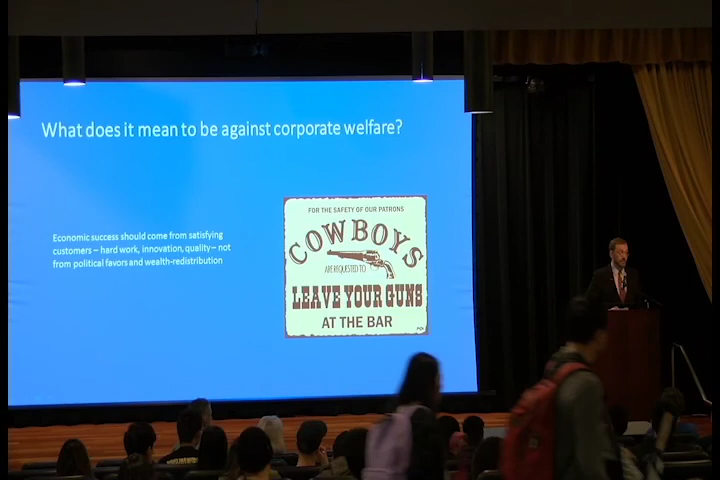 What does it mean to be against corporate welfare?
Economic success should come from satisfying
customers – hard work, innovation, quality – not
from political favors and wealth-redistribution
FOR THE SAFETY OF OUR PATRONS
COWBOYS
ARE REQUESTED TO
LEAVE YOUR GUNS
AT THE BAR